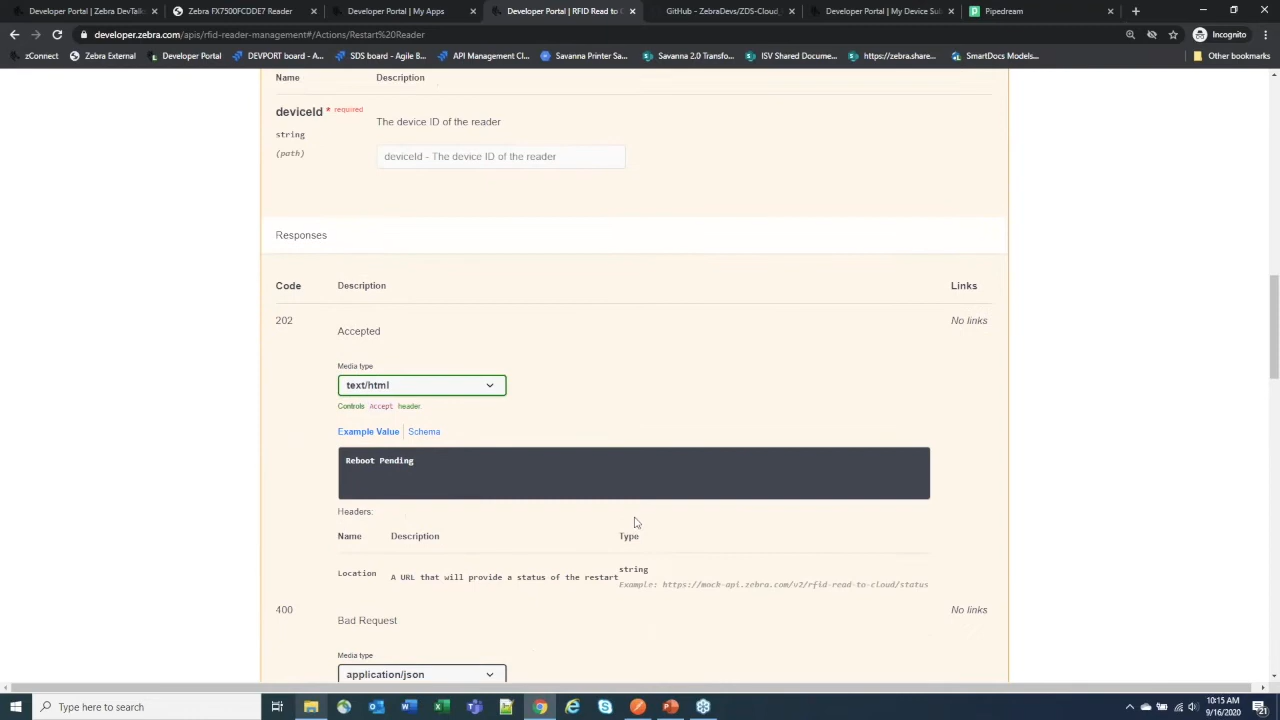 Developer Portal | Zebra DevTalk
Zebra FX7500FCDDE7 Reader
Developer Portal | My Apps
Developer Portal | RFID Read to C
GitHub - ZebraDevs/ZDS-Cloud_
Developer Portal | My Device Sub
Pipedream
developer.zebra.com/apis/rfid-reader-management#/Actions/Restart%20Reader
Incognito
zConnect
Zebra External
Developer Portal
DEVPORT board - A...
SDS board - Agile B...
API Management Cl...
Savanna Printer Sa...
Savanna 2.0 Transfo...
ISV Shared Docume...
https://zebra.share...
SmartDocs Models...
Other bookmarks
Name Description
deviceId * required
The device ID of the reader
string
(path)
deviceId - The device ID of the reader
Responses
Code Description Links
202
No links
Accepted
Media type
text/html
Controls Accept header.
Example Value Schema
Reboot Pending
Headers:
Name Description Type
Location A URL that will provide a status of the restart string
Example: https://mock-api.zebra.com/v2/rfid-read-to-cloud/status
400
No links
Bad Request
Media type
application/json
Type here to search
10:15 AM
9/16/2020